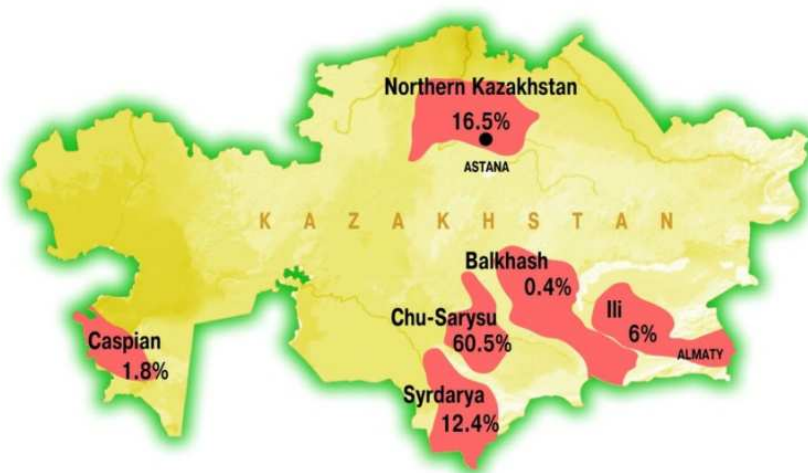 Northern Kazakhstan
16.5%
ASTANA
KAZAKHSTAN
Balkhash
0.4%
Ili
6%
ALMATY
Chu-Sarysu
60.5%
Caspian
1.8%
Syrdarya
12.4%